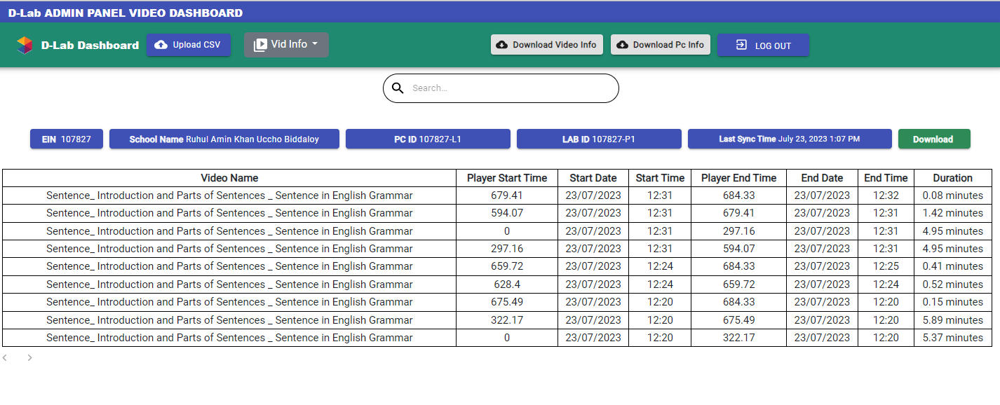 D-Lab ADMIN PANEL VIDEO DASHBOARD
D-Lab Dashboard Upload CSV Vid Info Download Video Info Download Pc Info LOG OUT
Search...
EIN 107827 School Name Ruhul Amin Khan Uccho Biddaloy PC ID 107827-L1 LAB ID 107827-P1 Last Sync Time July 23, 2023 1:07 PM Download
Video Name Player Start Time Start Date Start Time Player End Time End Date End Time Duration
Sentence_ Introduction and Parts of Sentences _ Sentence in English Grammar 679.41 23/07/2023 12:31 684.33 23/07/2023 12:32 0.08 minutes
Sentence_ Introduction and Parts of Sentences _ Sentence in English Grammar 594.07 23/07/2023 12:31 679.41 23/07/2023 12:31 1.42 minutes
Sentence_ Introduction and Parts of Sentences _ Sentence in English Grammar 0 23/07/2023 12:31 297.16 23/07/2023 12:31 4.95 minutes
Sentence_ Introduction and Parts of Sentences _ Sentence in English Grammar 297.16 23/07/2023 12:31 594.07 23/07/2023 12:31 4.95 minutes
Sentence_ Introduction and Parts of Sentences _ Sentence in English Grammar 659.72 23/07/2023 12:24 684.33 23/07/2023 12:25 0.41 minutes
Sentence_ Introduction and Parts of Sentences _ Sentence in English Grammar 628.4 23/07/2023 12:24 659.72 23/07/2023 12:24 0.52 minutes
Sentence_ Introduction and Parts of Sentences _ Sentence in English Grammar 675.49 23/07/2023 12:20 684.33 23/07/2023 12:20 0.15 minutes
Sentence_ Introduction and Parts of Sentences _ Sentence in English Grammar 322.17 23/07/2023 12:20 675.49 23/07/2023 12:20 5.89 minutes
Sentence_ Introduction and Parts of Sentences _ Sentence in English Grammar 0 23/07/2023 12:20 322.17 23/07/2023 12:20 5.37 minutes